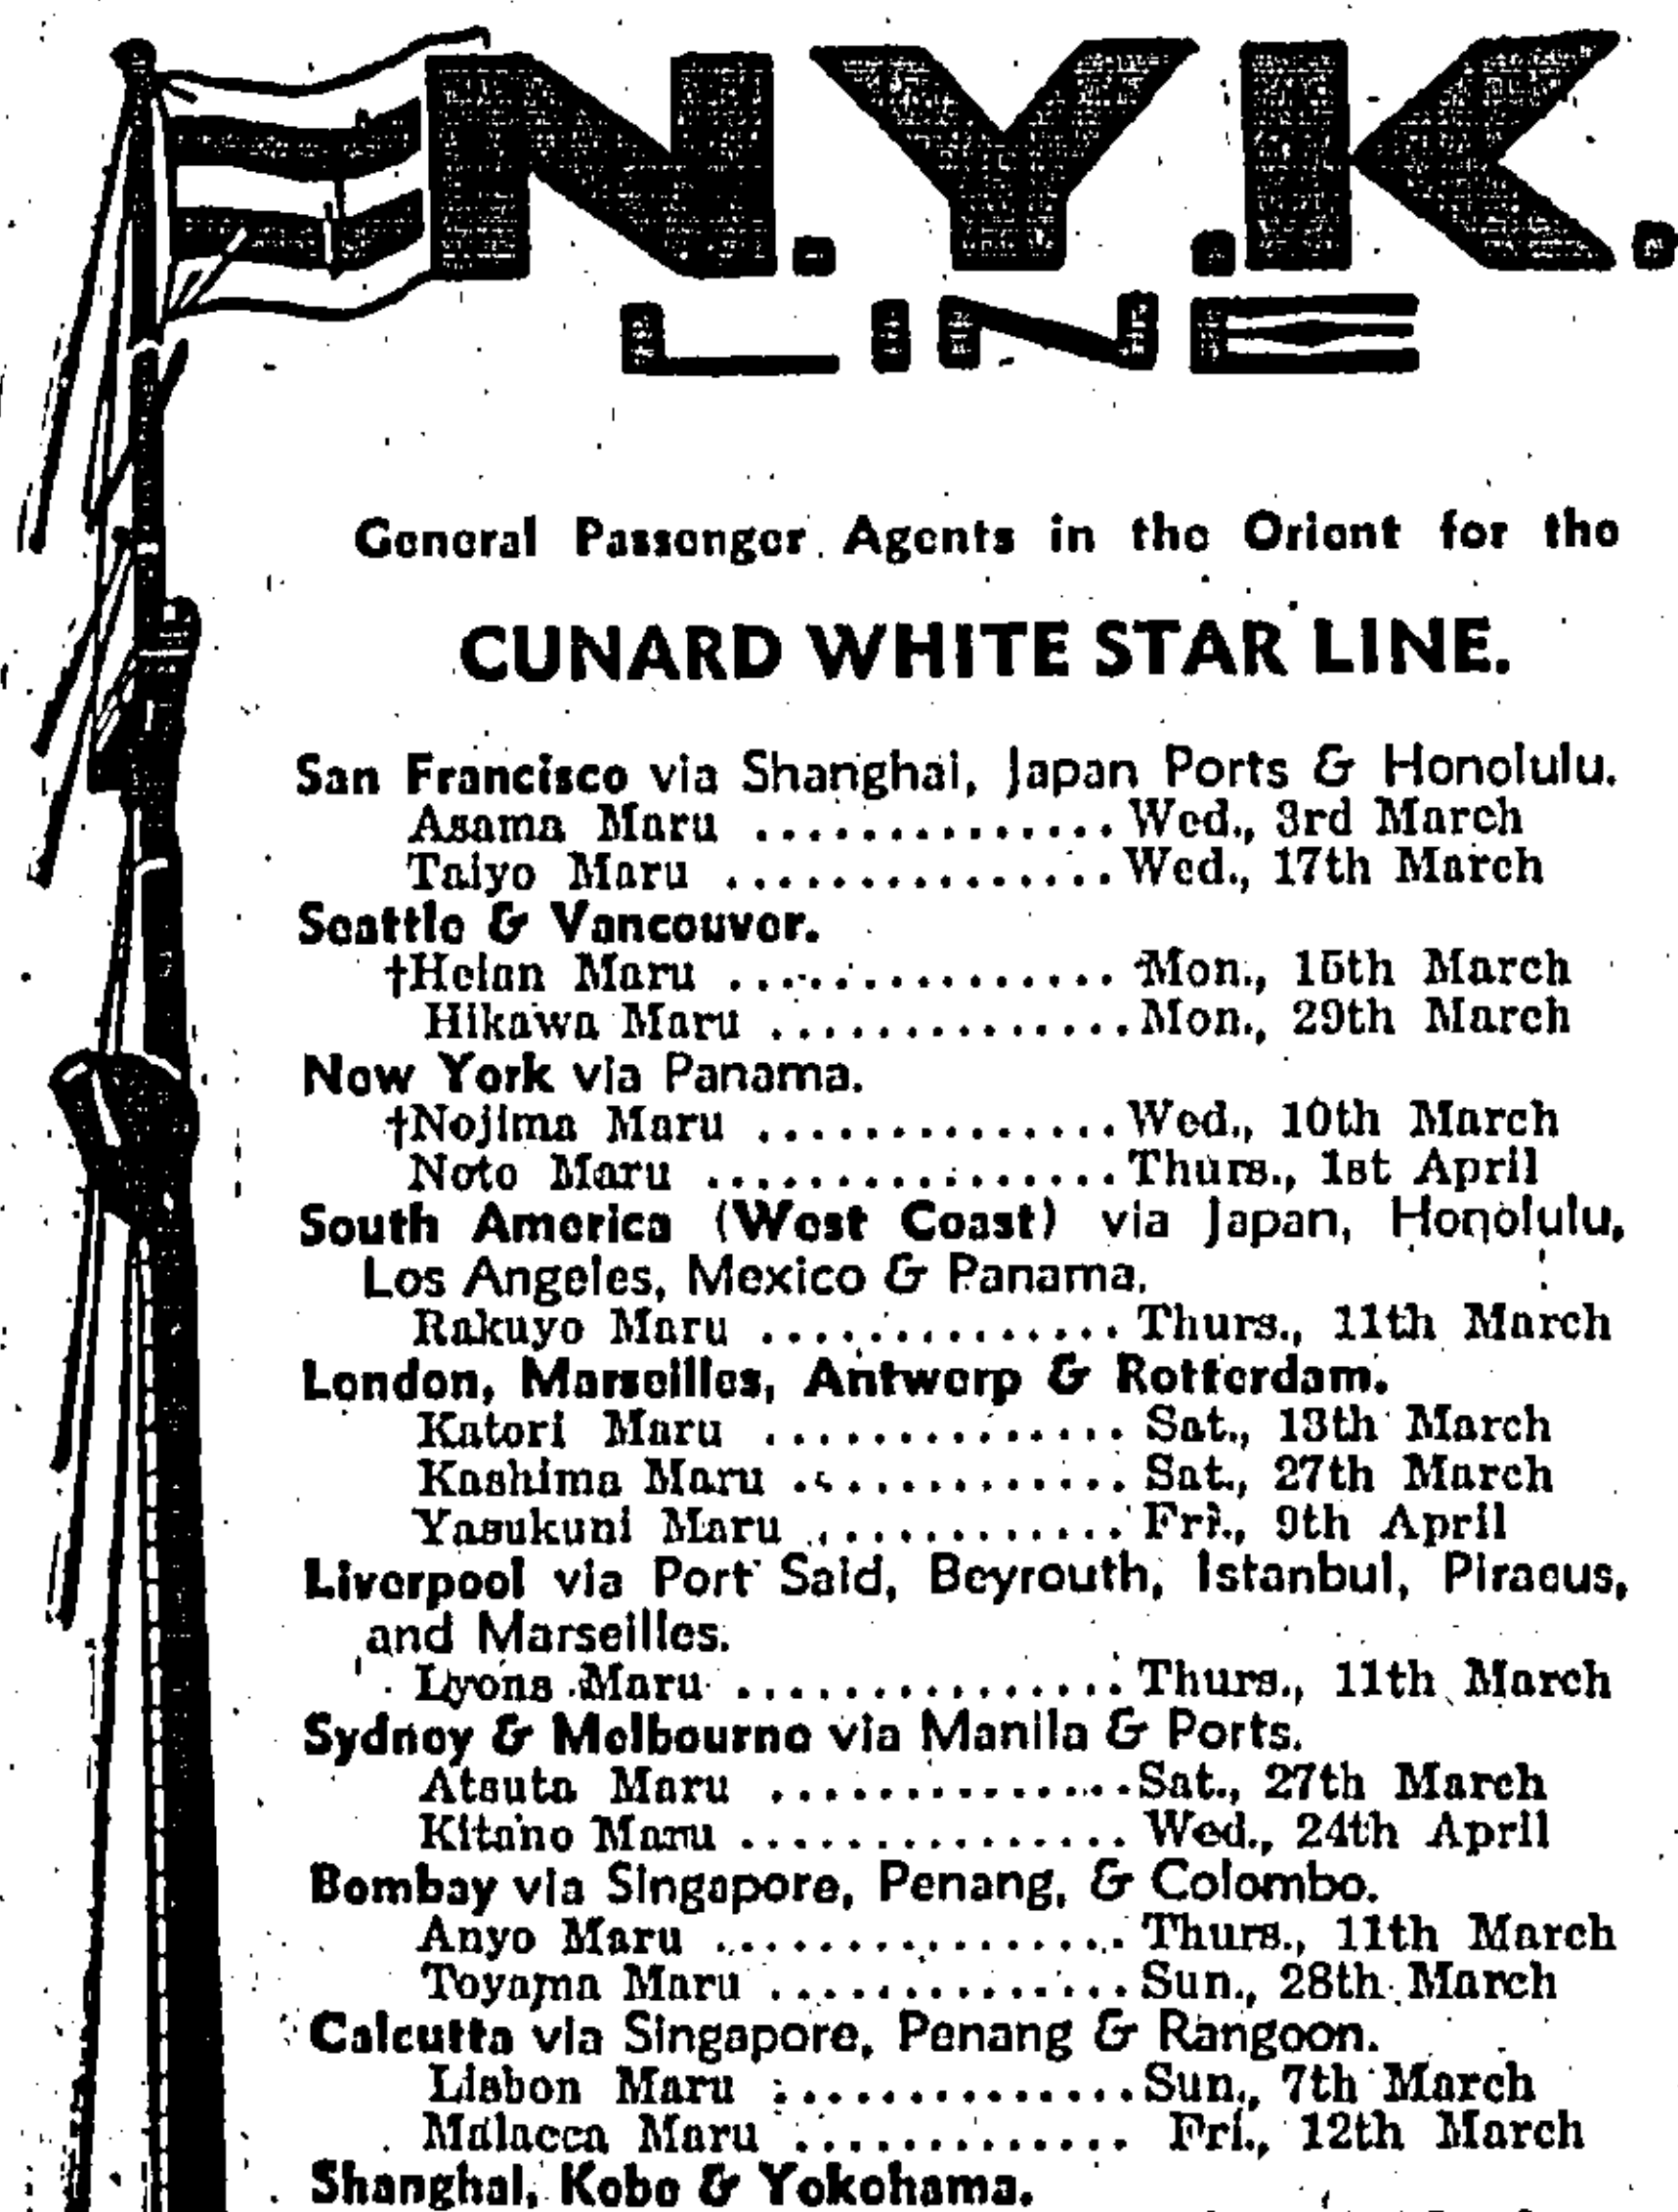 N.Y.K.
LINE
General Passenger Agents in the Orient for the
CUNARD WHITE STAR LINE.
San Francisco via Shanghai, Japan Ports & Honolulu.
Asama Maru .............. Wed., 3rd March
Taiyo Maru ............... Wed., 17th March
Seattle & Vancouver.
†Heian Maru ............... Mon., 15th March
Hikawa Maru .............. Mon., 29th March
New York via Panama.
†Nojima Maru .............. Wed., 10th March
Noto Maru ................ Thurs., 1st April
South America (West Coast) via Japan, Honolulu,
Los Angeles, Mexico & Panama.
Rakuyo Maru .............. Thurs., 11th March
London, Marseilles, Antwerp & Rotterdam.
Katori Maru .............. Sat., 13th March
Kashima Maru ............. Sat., 27th March
Yasukuni Maru ............ Fri., 9th April
Liverpool via Port Said, Beyrouth, Istanbul, Piraeus,
and Marseilles.
Lyons Maru ............... Thurs., 11th March
Sydney & Melbourne via Manila & Ports.
Atsuta Maru .............. Sat., 27th March
Kitano Maru ............... Wed., 24th April
Bombay via Singapore, Penang, & Colombo.
Anyo Maru ................ Thurs., 11th March
Toyama Maru .............. Sun., 28th March
Calcutta via Singapore, Penang & Rangoon.
Lisbon Maru .............. Sun., 7th March
Malacca Maru ............. Fri., 12th March
Shanghai, Kobe & Yokohama.